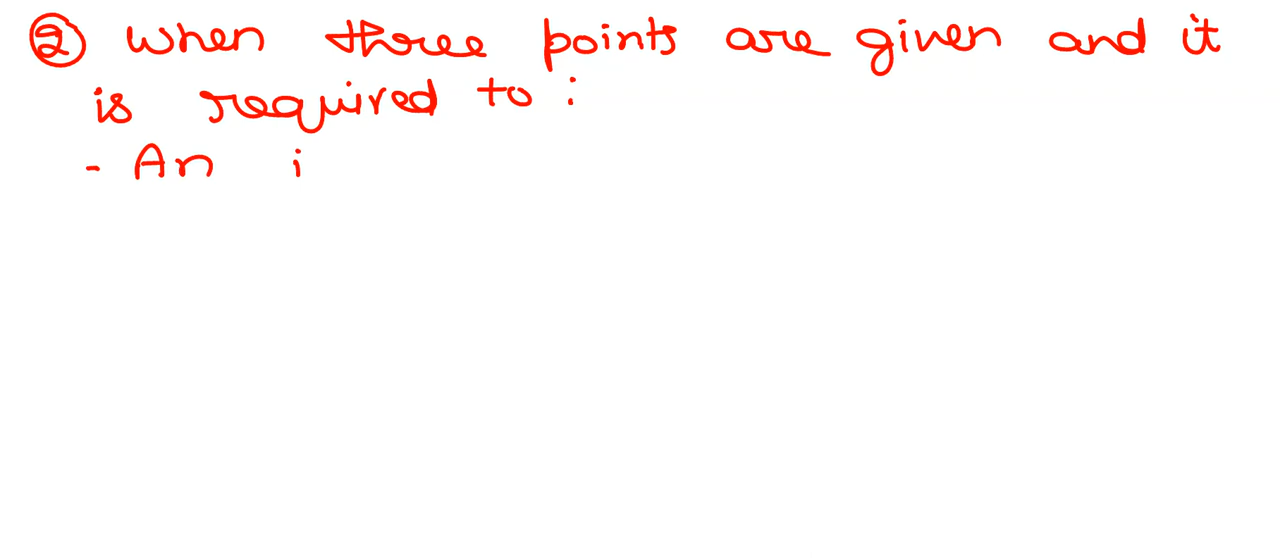 ② when three points are given and it
is required to :
- An i